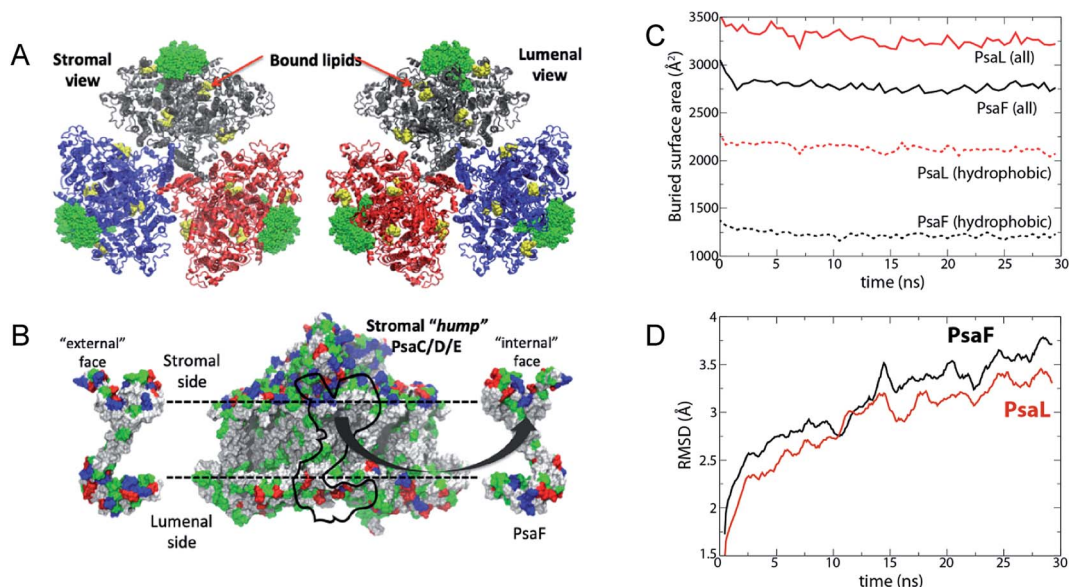 A
Stromal
view
Bound lipids
Lumenal
view
B
"external"
face
Stromal
side
Stromal "hump"
PsaC/D/E
"internal"
face
Lumenal
side
PsaF
C
Buried surface area (Å²)
3500
3000
2500
2000
1500
1250
1000
PsaL (all)
PsaF (all)
PsaL (hydrophobic)
PsaF (hydrophobic)
0 5 10 15 20 25 30
time (ns)
D
RMSD (Å)
4
3.5
3
2.5
2
1.5
PsaF
PsaL
0 5 10 15 20 25 30
time (ns)